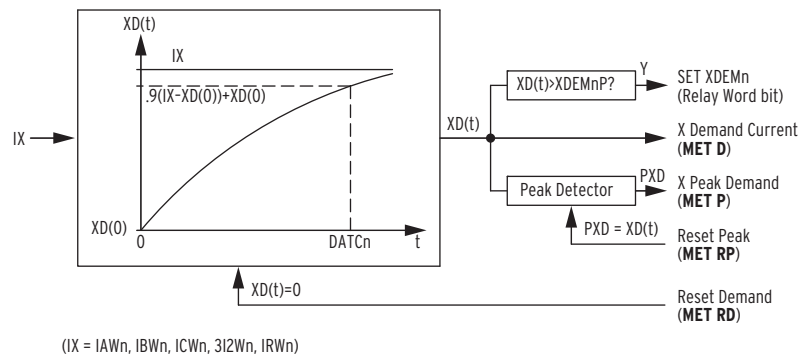 XD(t)
IX
.9(IX-XD(0))+XD(0)
XD(0)
0
DATCn
t
IX
XD(t)
XD(t)>XDEMnP?
Y
SET XDEMn
(Relay Word bit)
X Demand Current
(MET D)
Peak Detector
PXD
X Peak Demand
(MET P)
PXD = XD(t)
Reset Peak
(MET RP)
XD(t)=0
Reset Demand
(MET RD)
(IX = IAWn, IBWn, ICWn, 3I2Wn, IRWn)